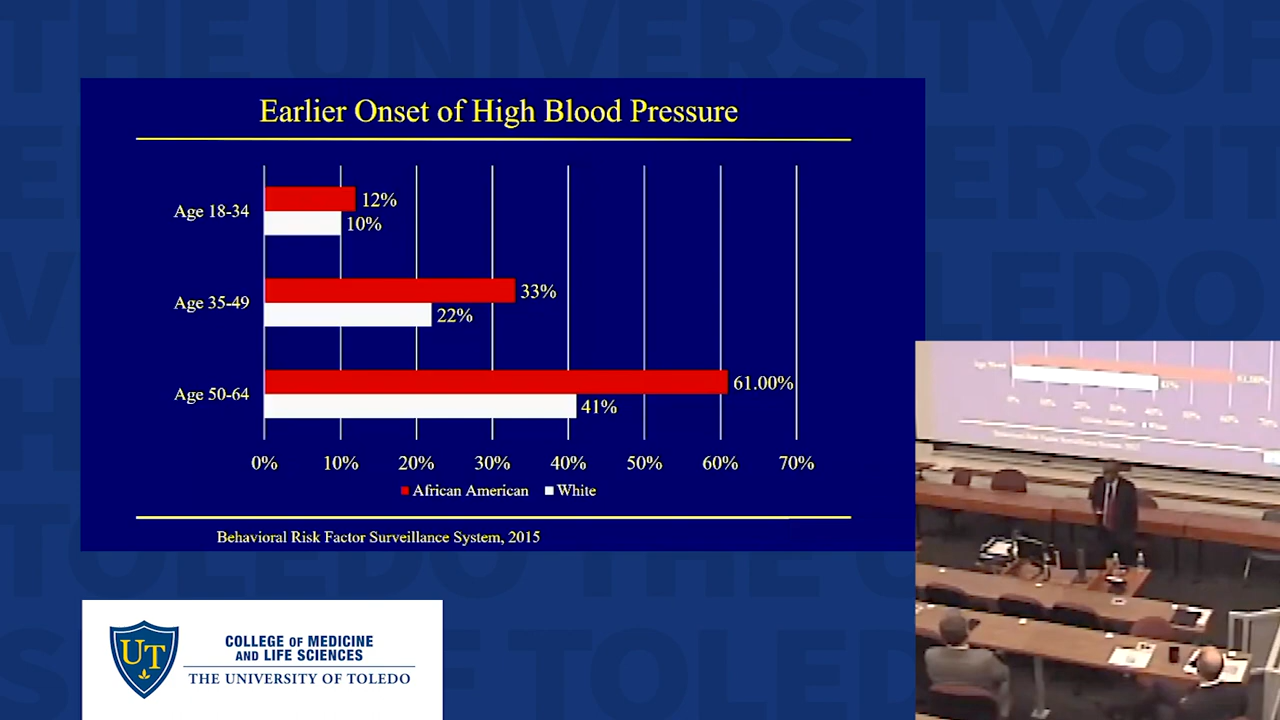 Earlier Onset of High Blood Pressure
Age 18-34
12%
10%
Age 35-49
33%
22%
Age 50-64
61.00%
41%
0% 10% 20% 30% 40% 50% 60% 70%
African American White
Behavioral Risk Factor Surveillance System, 2015
UT
COLLEGE OF MEDICINE
AND LIFE SCIENCES
THE UNIVERSITY OF TOLEDO